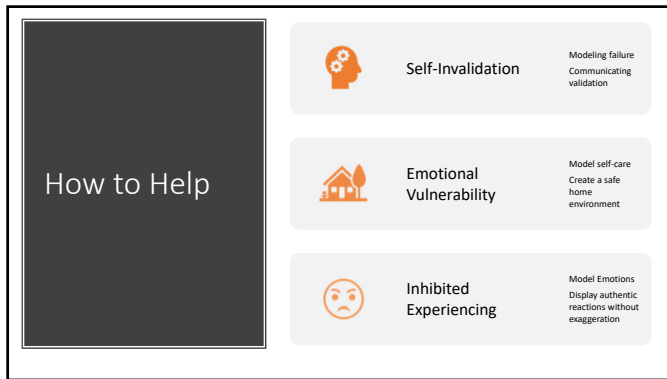 How to Help
Self-Invalidation
Modeling failure
Communicating
validation
Emotional
Vulnerability
Model self-care
Create a safe
home
environment
Inhibited
Experiencing
Model Emotions
Display authentic
reactions without
exaggeration